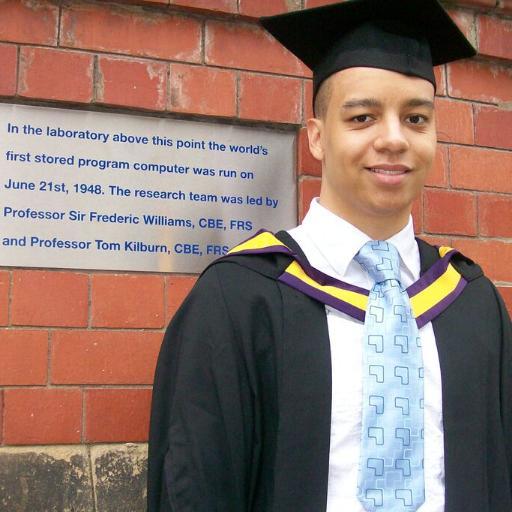 In the laboratory above this point the world's
first stored program computer was run on
June 21st, 1948. The research team was led by
Professor Sir Frederic Williams, CBE, FRS
and Professor Tom Kilburn, CBE, FRS